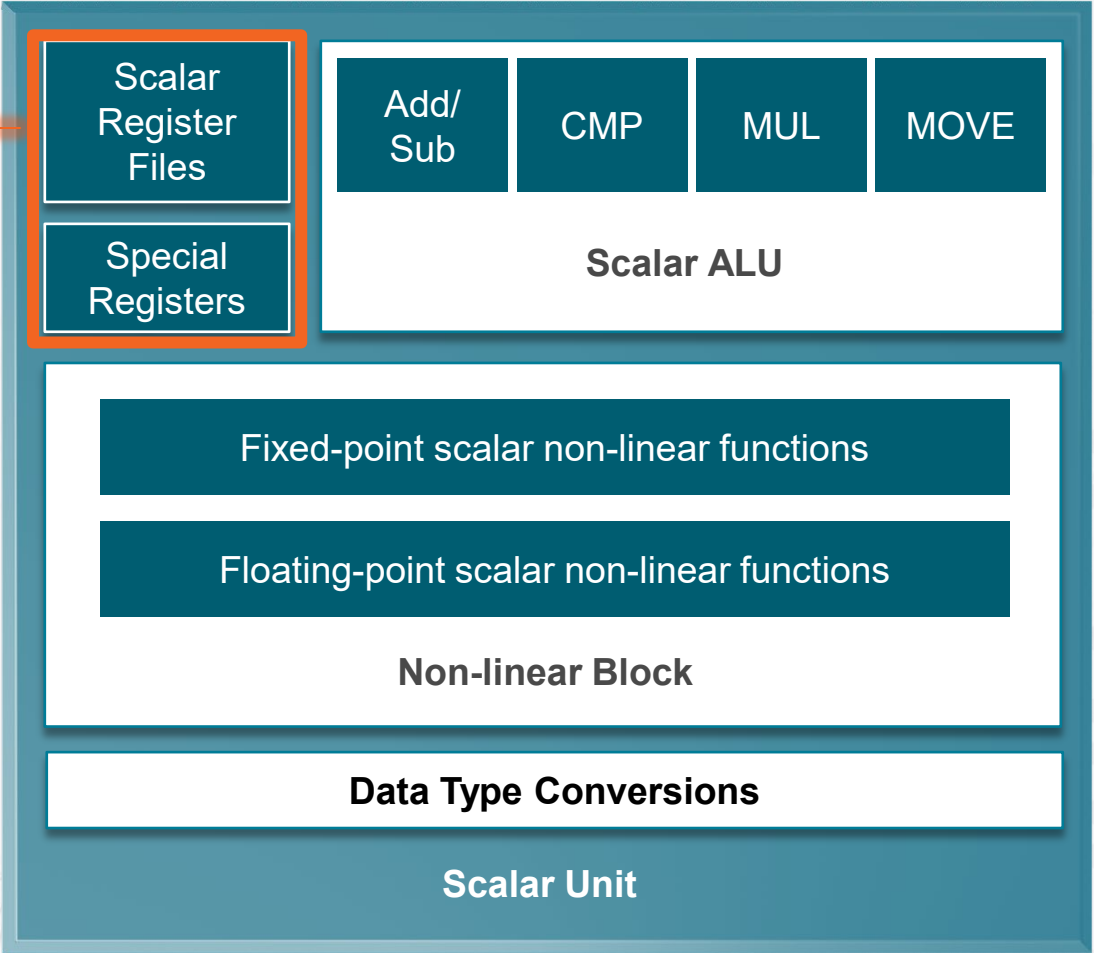 Scalar
Register
Files
Special
Registers
Add/
Sub
CMP
MUL
MOVE
Scalar ALU
Fixed-point scalar non-linear functions
Floating-point scalar non-linear functions
Non-linear Block
Data Type Conversions
Scalar Unit